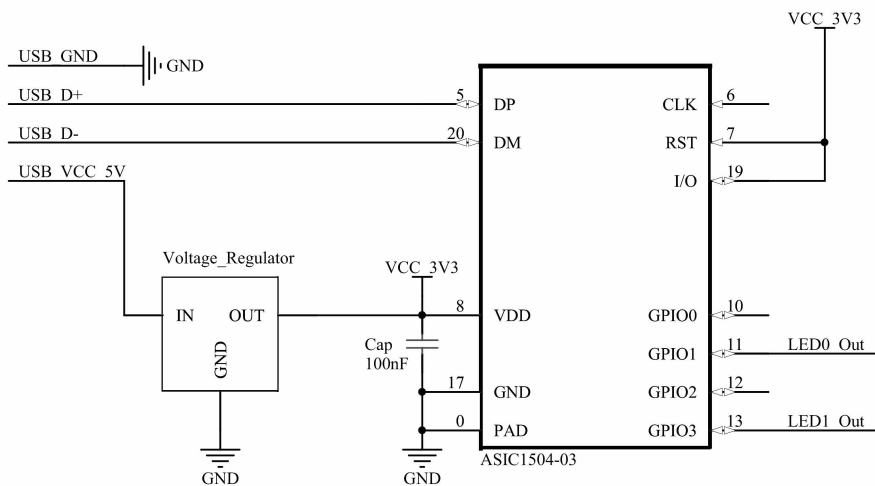 VCC_3V3
USB_GND
GND
USB_D+
5
DP
CLK
6
USB_D-
20
DM
RST
7
USB_VCC_5V
I/O
19
Voltage_Regulator
VCC_3V3
IN
OUT
GND
8
VDD
GPIO0
10
Cap
100nF
GPIO1
11
LED0_Out
17
GND
GPIO2
12
0
PAD
GPIO3
13
LED1_Out
ASIC1504-03
GND
GND